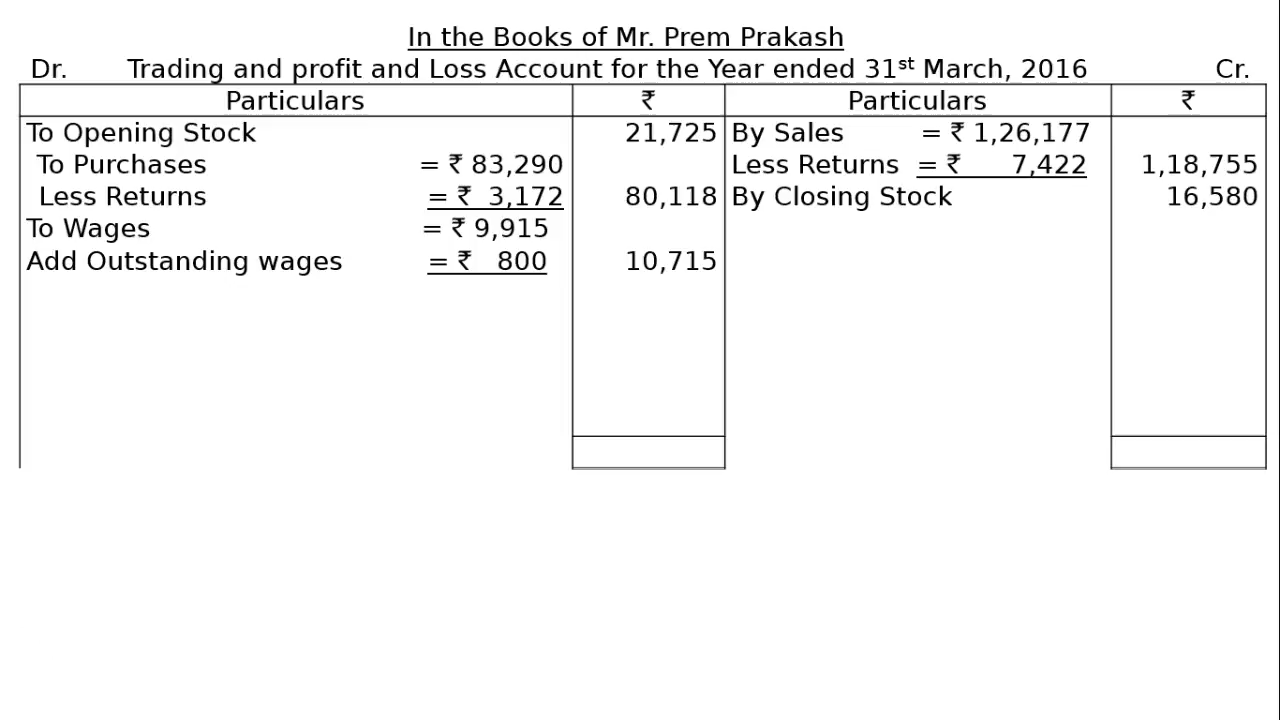 In the Books of Mr. Prem Prakash
Dr. Trading and profit and Loss Account for the Year ended 31st March, 2016 Cr.
Particulars ₹ Particulars ₹
To Opening Stock 21,725 By Sales = ₹ 1,26,177
To Purchases = ₹ 83,290 Less Returns = ₹ 7,422 1,18,755
Less Returns = ₹ 3,172 80,118 By Closing Stock 16,580
To Wages = ₹ 9,915
Add Outstanding wages = ₹ 800 10,715